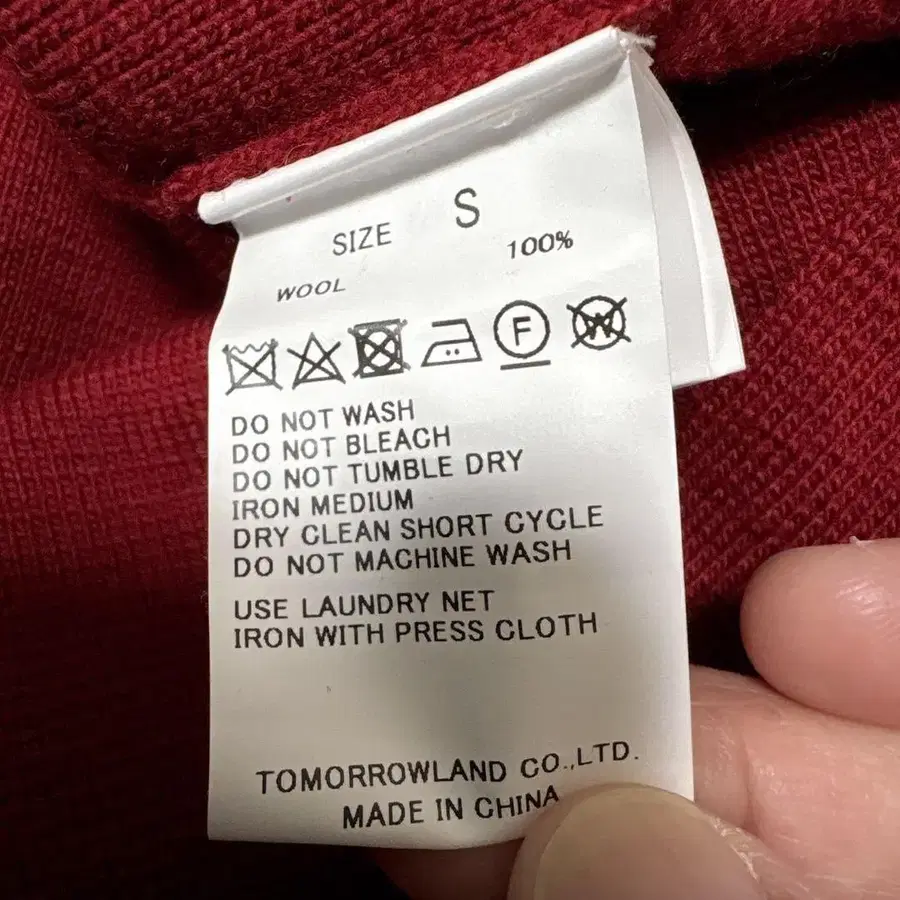 SIZE S
WOOL 100%
F W
DO NOT WASH
DO NOT BLEACH
DO NOT TUMBLE DRY
IRON MEDIUM
DRY CLEAN SHORT CYCLE
DO NOT MACHINE WASH
USE LAUNDRY NET
IRON WITH PRESS CLOTH
TOMORROWLAND CO.,LTD.
MADE IN CHINA